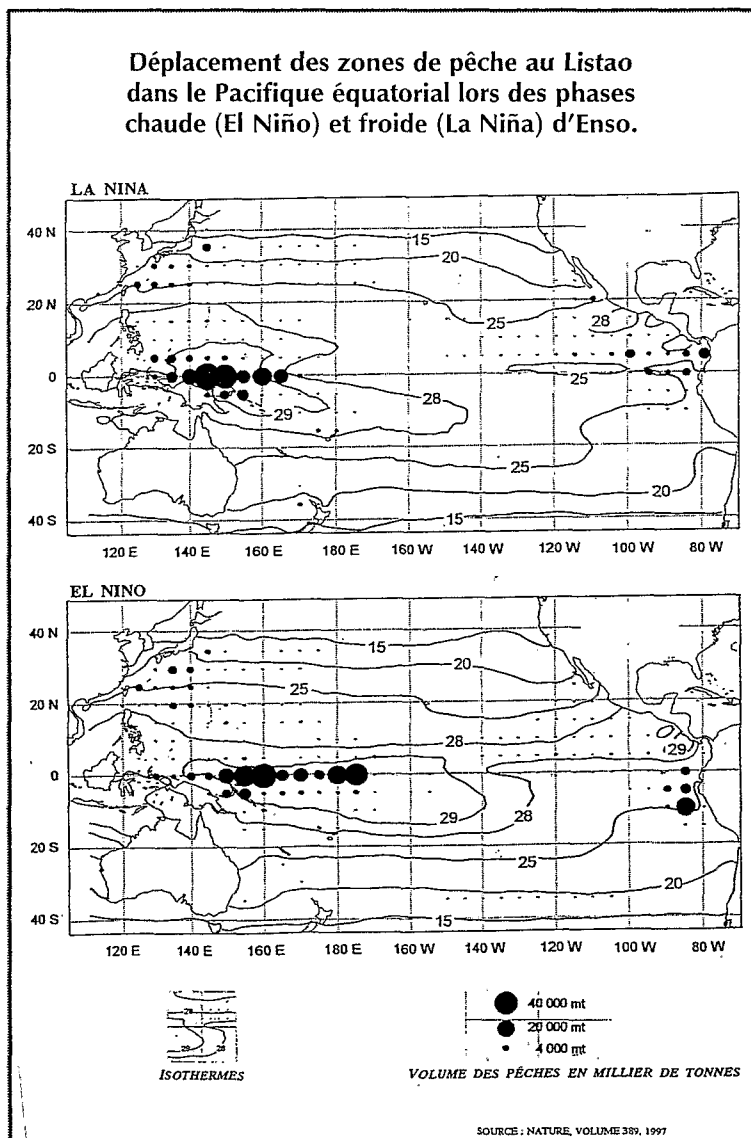 Déplacement des zones de pêche au Listao
dans le Pacifique équatorial lors des phases
chaude (El Niño) et froide (La Niña) d'Enso.
LA NINA
40 N
20 N
0
20 S
40 S
15
20
25
28
25
28
29
25
20
15
120 E 140 E 160 E 180 E 160 W 140 W 120 W 100 W 80 W
EL NINO
40 N
20 N
0
20 S
40 S
15
20
25
28
29
29
28
25
20
15
120 E 140 E 160 E 180 E 160 W 140 W 120 W 100 W 80 W
28
29
28
ISOTHERMES
40 000 mt
20 000 mt
4 000 mt
VOLUME DES PÊCHES EN MILLIER DE TONNES
SOURCE : NATURE, VOLUME 389, 1997